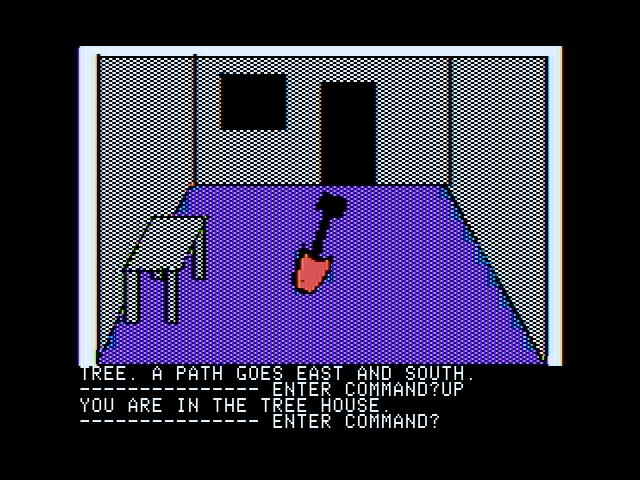 TREE. A PATH GOES EAST AND SOUTH.
--------------- ENTER COMMAND?UP
YOU ARE IN THE TREE HOUSE.
--------------- ENTER COMMAND?